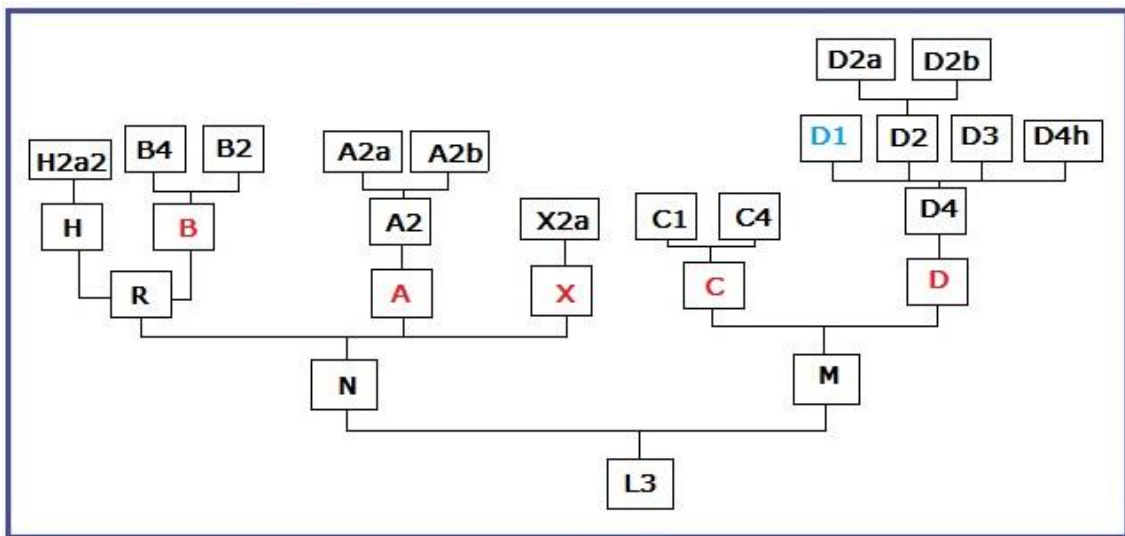 D2a D2b
H2a2 B4 B2 A2a A2b D1 D2 D3 D4h
H B A2 X2a C1 C4 D4
R A X C D
N M
L3